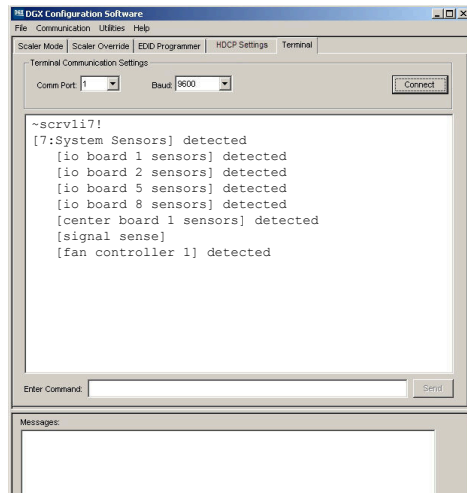 DGX Configuration Software
File Communication Utilities Help
Scaler Mode Scaler Override EDID Programmer HDCP Settings Terminal
Terminal Communication Settings
Comm Port: 1 Baud: 9600 Connect
~scrv1i7!
[7:System Sensors] detected
[io board 1 sensors] detected
[io board 2 sensors] detected
[io board 5 sensors] detected
[io board 8 sensors] detected
[center board 1 sensors] detected
[signal sense]
[fan controller 1] detected
Enter Command: Send
Messages: